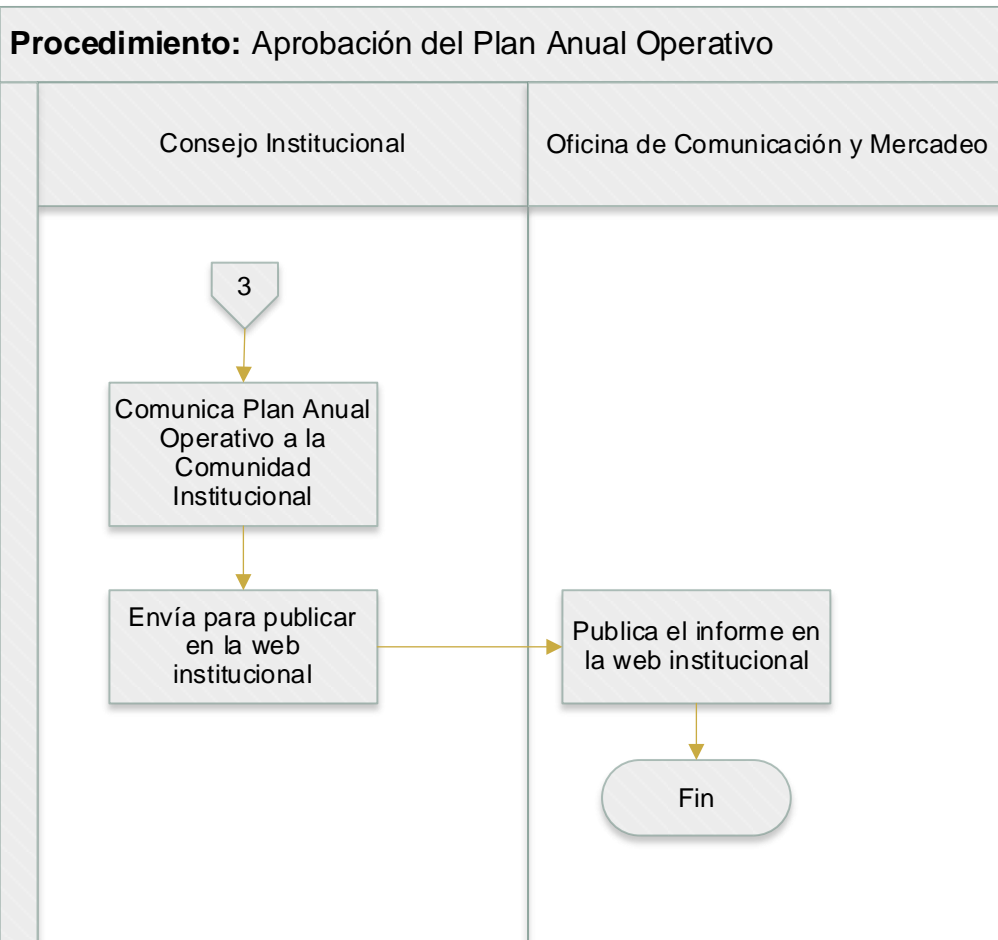 Procedimiento: Aprobación del Plan Anual Operativo
Consejo Institucional
Oficina de Comunicación y Mercadeo
3
Comunica Plan Anual
Operativo a la
Comunidad
Institucional
Envía para publicar
en la web
institucional
Publica el informe en
la web institucional
Fin